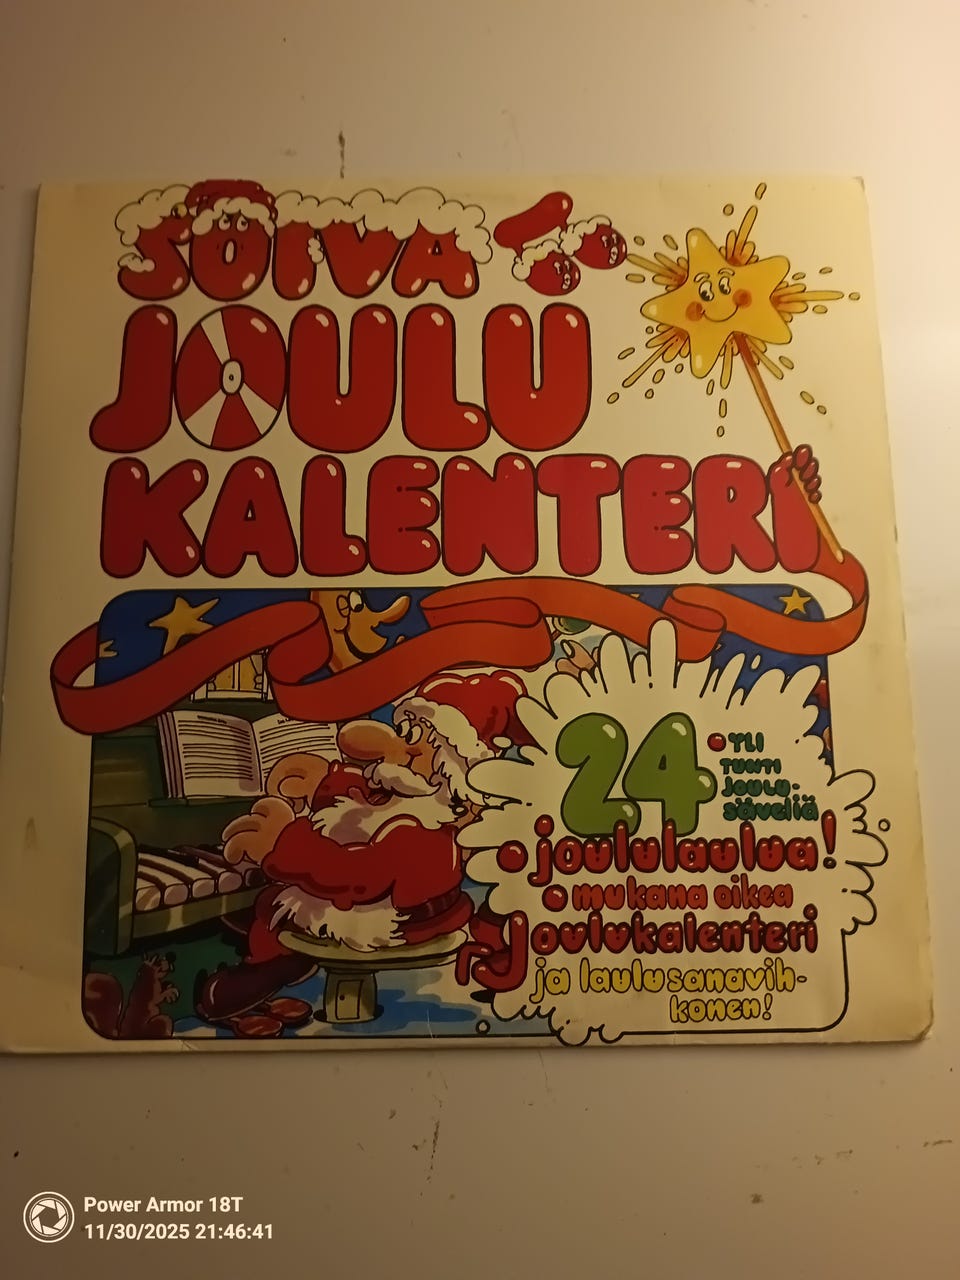 SOIVA
JOULU
KALENTERI
24
YLI
TUNTI
JOULU-
säveliä
joululaulua!
mukana oikea
Joulukalenteri
ja laulusanavih-
konen!
Power Armor 18T
11/30/2025 21:46:41